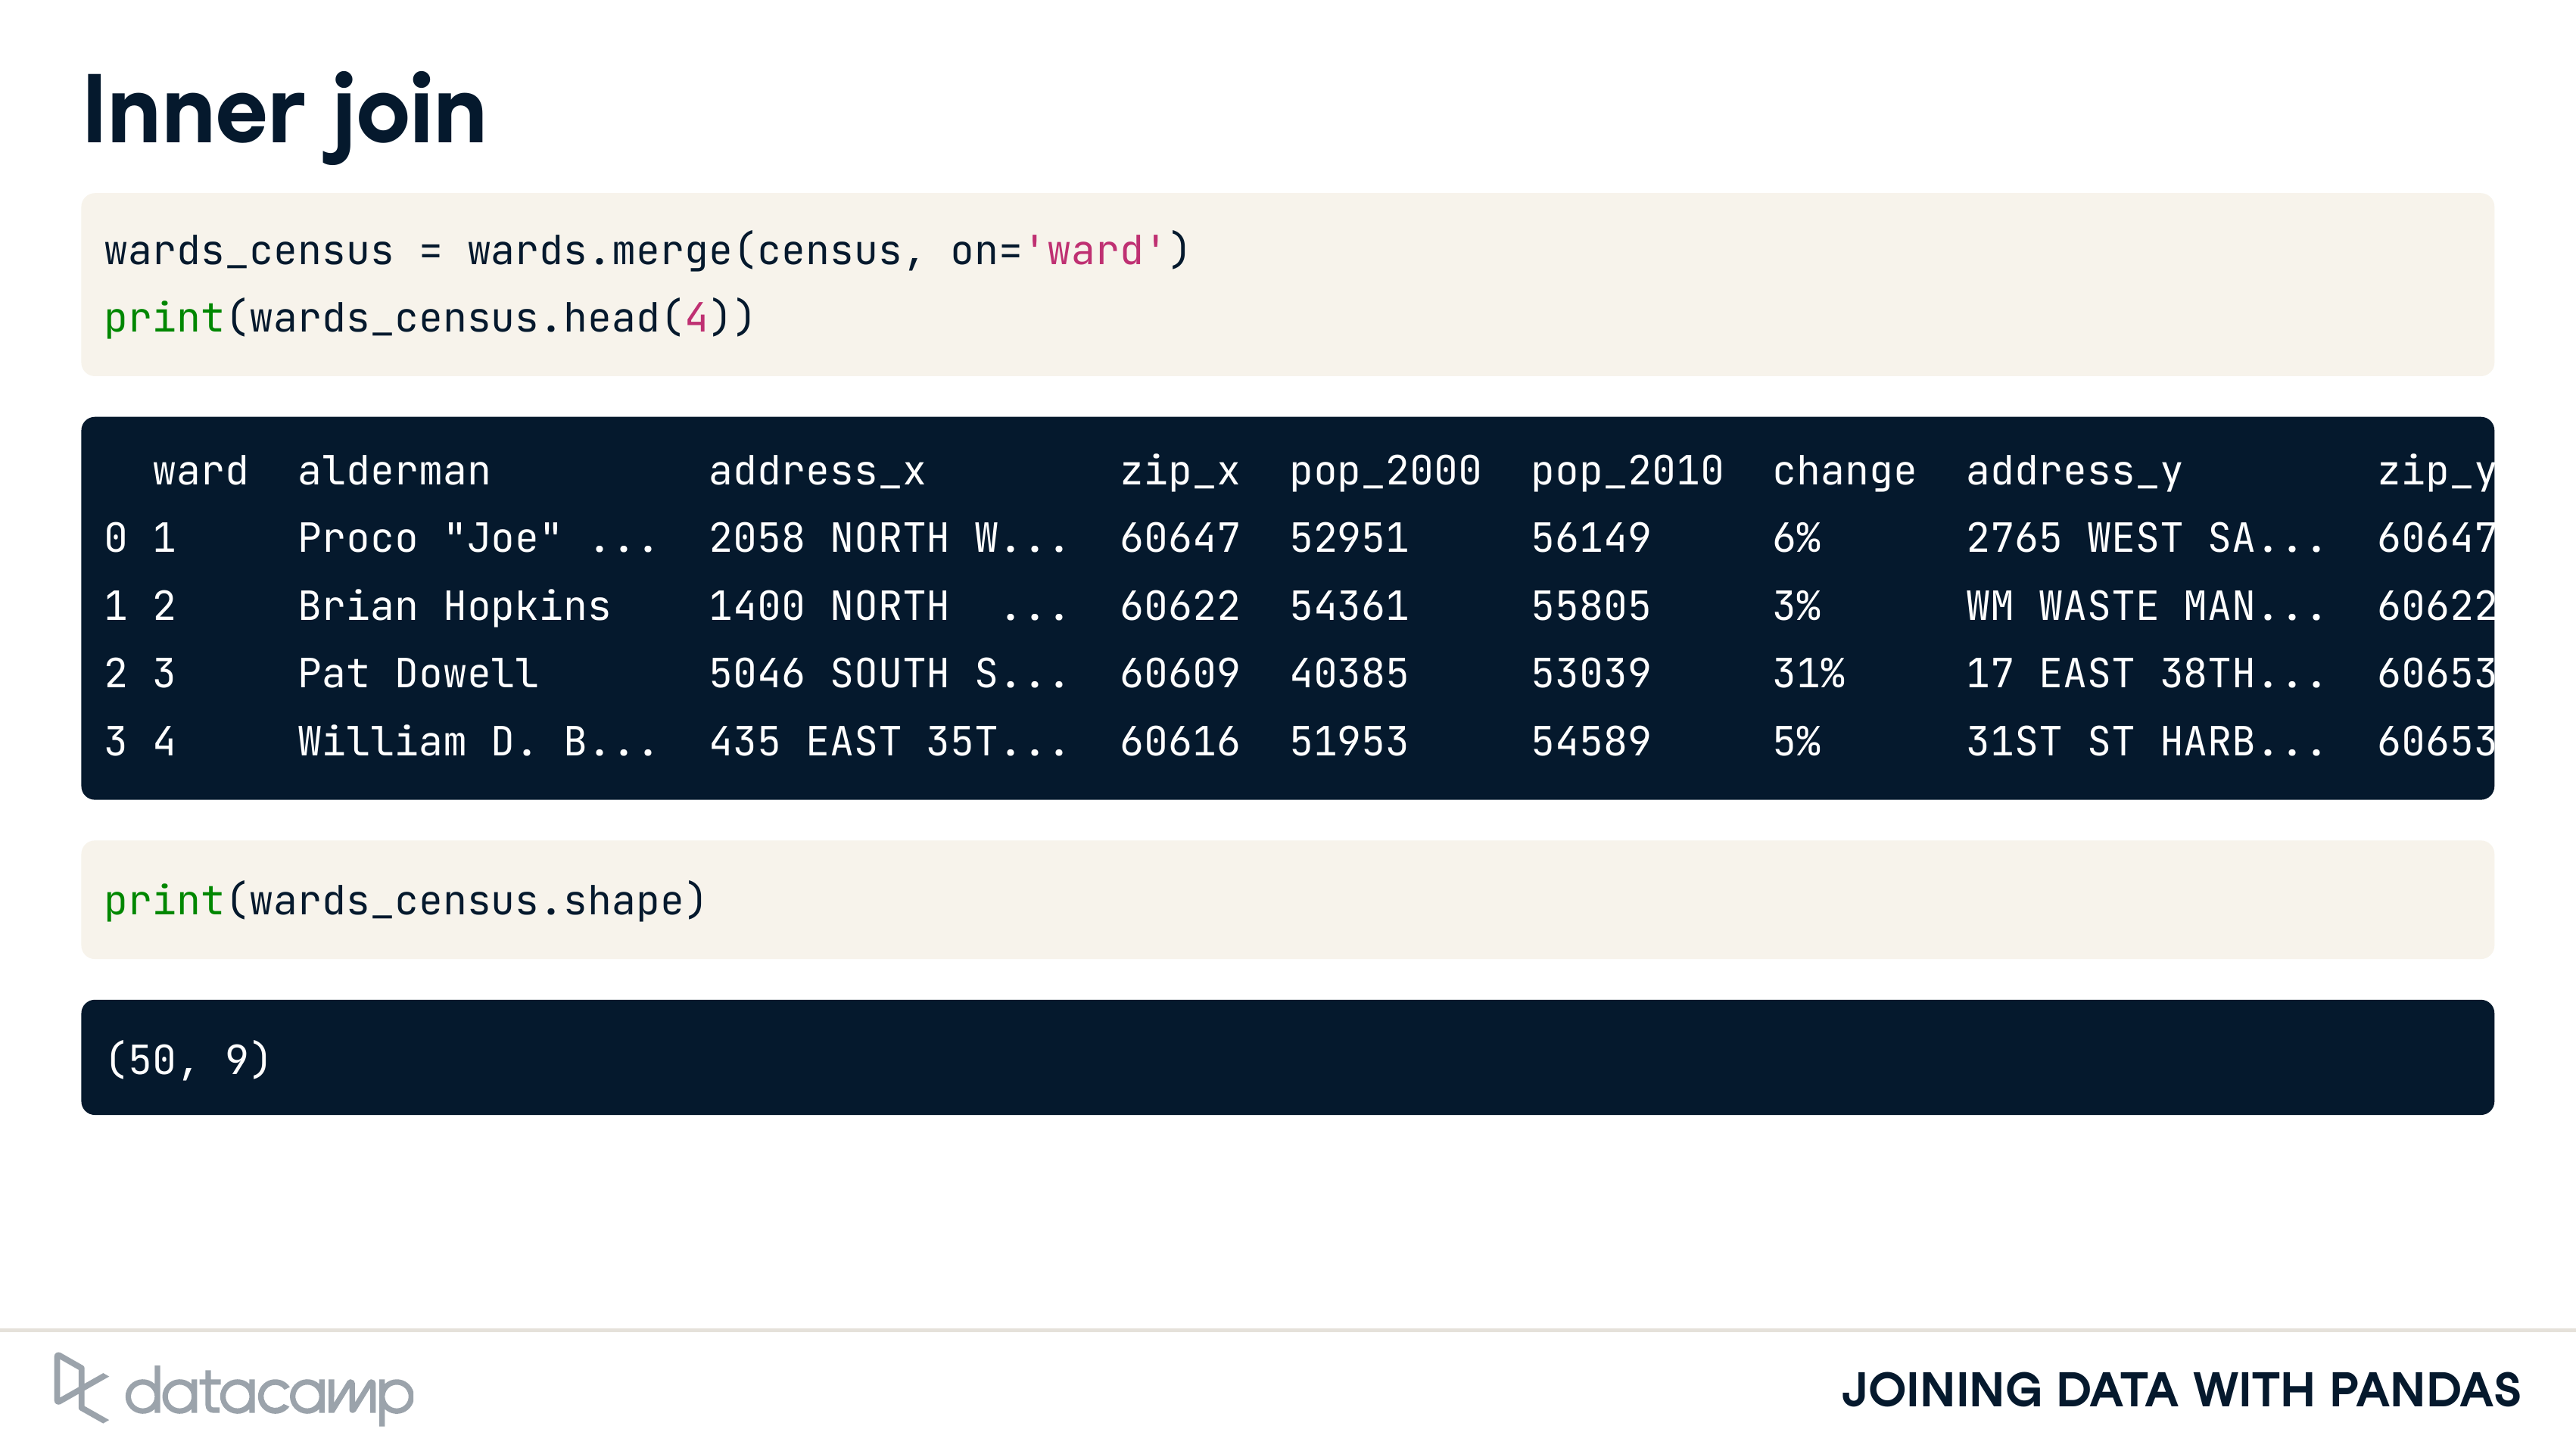 Inner join
wards_census = wards.merge(census, on='ward')
print(wards_census.head(4))
ward alderman address_x zip_x pop_2000 pop_2010 change address_y zip_y
0 1 Proco "Joe" ... 2058 NORTH W... 60647 52951 56149 6% 2765 WEST SA... 60647
1 2 Brian Hopkins 1400 NORTH ... 60622 54361 55805 3% WM WASTE MAN... 60622
2 3 Pat Dowell 5046 SOUTH S... 60609 40385 53039 31% 17 EAST 38TH... 60653
3 4 William D. B... 435 EAST 35T... 60616 51953 54589 5% 31ST ST HARB... 60653
print(wards_census.shape)
(50, 9)
datacamp
JOINING DATA WITH PANDAS